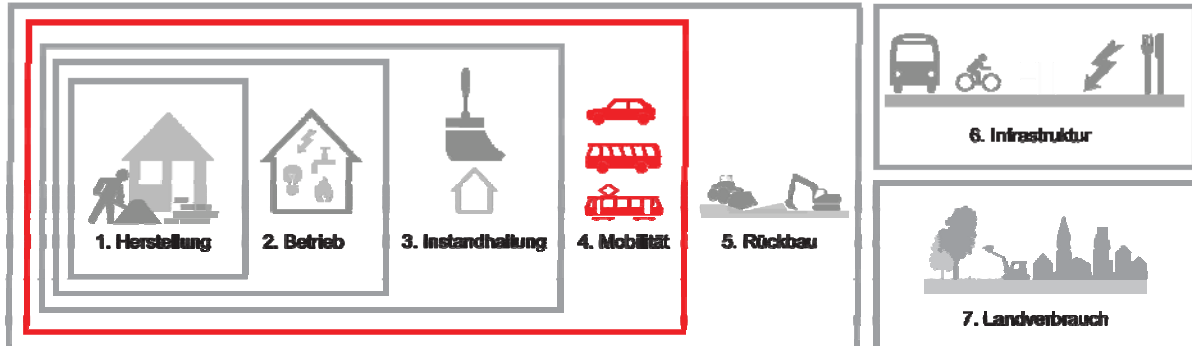 1. Herstellung
2. Betrieb
3. Instandhaltung
4. Mobilität
5. Rückbau
6. Infrastruktur
7. Landverbrauch